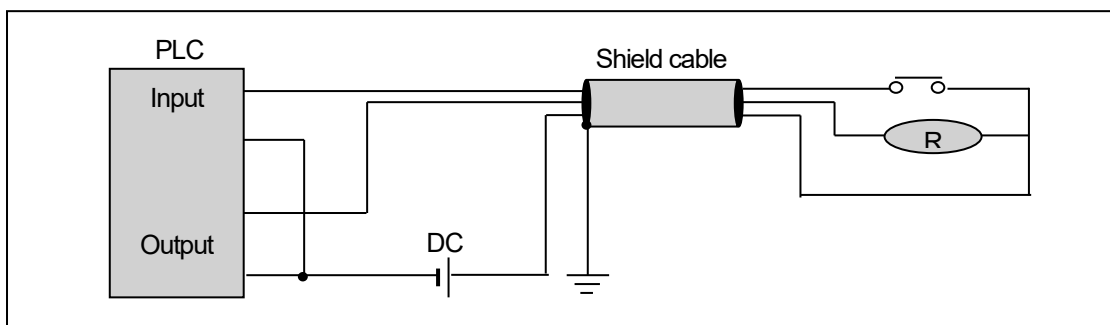 PLC
Shield cable
Input
R
Output
DC